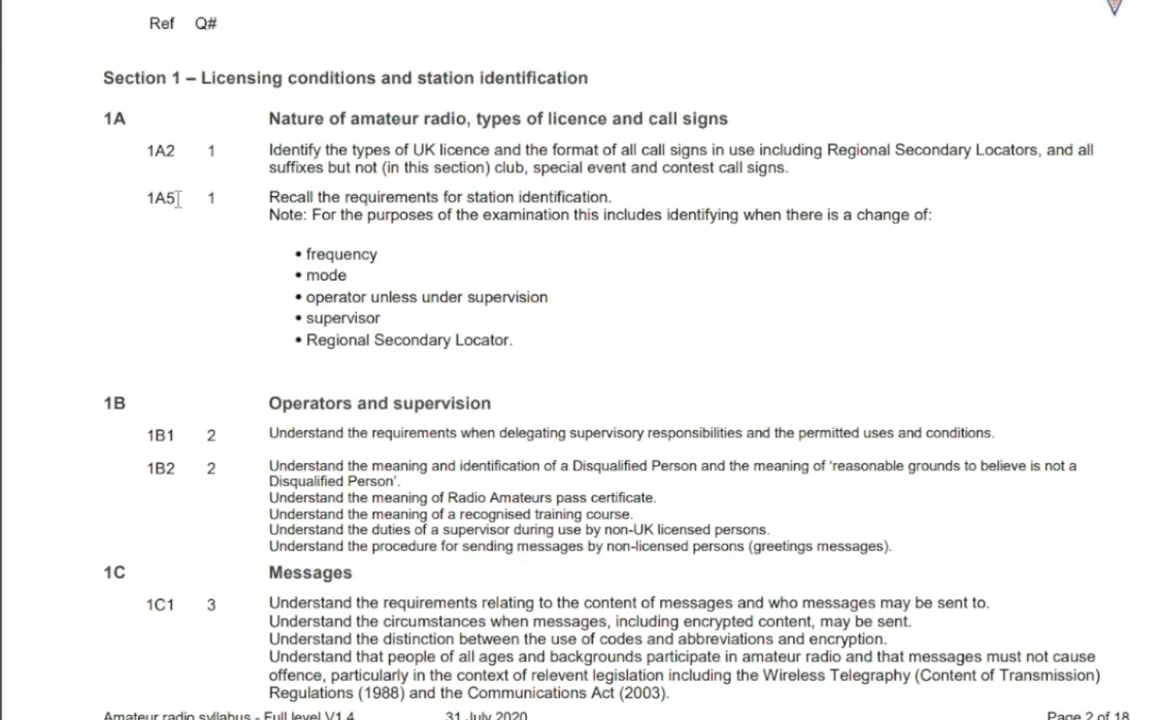 Ref Q#
Section 1 – Licensing conditions and station identification
1A Nature of amateur radio, types of licence and call signs
1A2 1 Identify the types of UK licence and the format of all call signs in use including Regional Secondary Locators, and all
suffixes but not (in this section) club, special event and contest call signs.
1A5 1 Recall the requirements for station identification.
Note: For the purposes of the examination this includes identifying when there is a change of:
• frequency
• mode
• operator unless under supervision
• supervisor
• Regional Secondary Locator.
1B Operators and supervision
1B1 2 Understand the requirements when delegating supervisory responsibilities and the permitted uses and conditions.
1B2 2 Understand the meaning and identification of a Disqualified Person and the meaning of ‘reasonable grounds to believe is not a
Disqualified Person’.
Understand the meaning of Radio Amateurs pass certificate.
Understand the meaning of a recognised training course.
Understand the duties of a supervisor during use by non-UK licensed persons.
Understand the procedure for sending messages by non-licensed persons (greetings messages).
1C Messages
1C1 3 Understand the requirements relating to the content of messages and who messages may be sent to.
Understand the circumstances when messages, including encrypted content, may be sent.
Understand the distinction between the use of codes and abbreviations and encryption.
Understand that people of all ages and backgrounds participate in amateur radio and that messages must not cause
offence, particularly in the context of relevant legislation including the Wireless Telegraphy (Content of Transmission)
Regulations (1988) and the Communications Act (2003).
Amateur radio syllabus - Full level V1.4 31 July 2020 Page 2 of 18